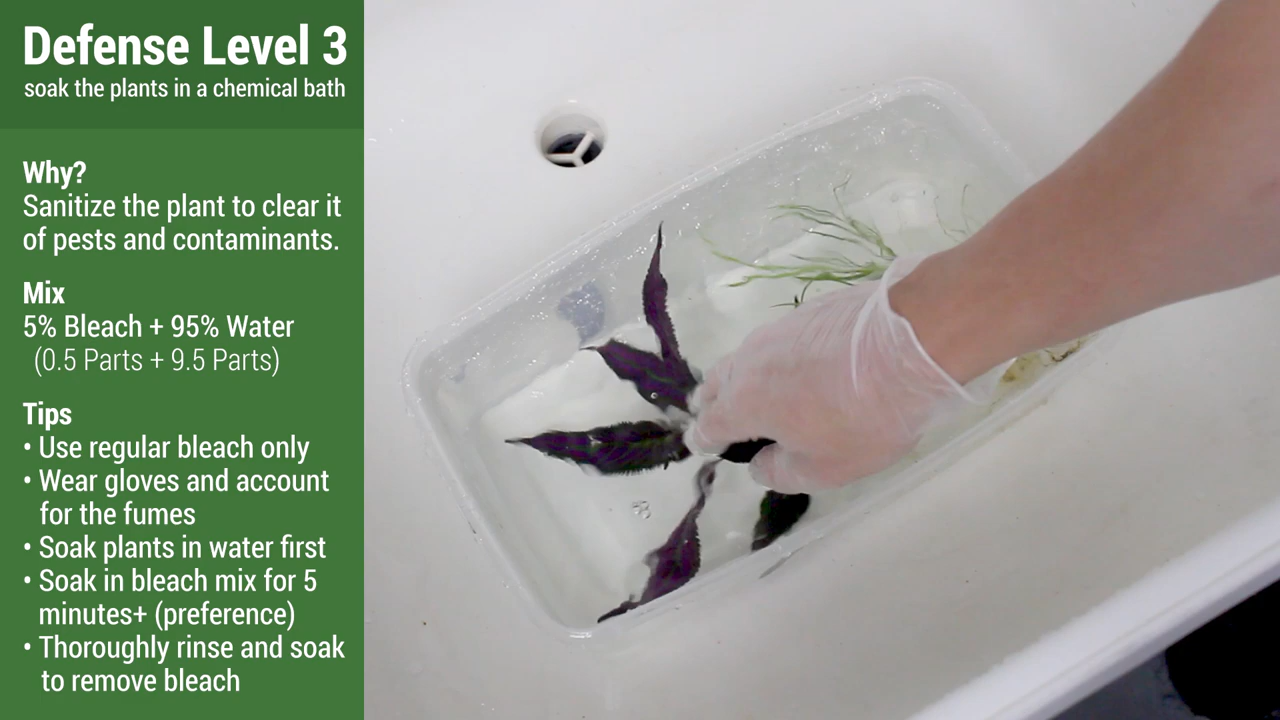 Defense Level 3
soak the plants in a chemical bath
Why?
Sanitize the plant to clear it
of pests and contaminants.
Mix
5% Bleach + 95% Water
(0.5 Parts + 9.5 Parts)
Tips
• Use regular bleach only
• Wear gloves and account
for the fumes
• Soak plants in water first
• Soak in bleach mix for 5
minutes+ (preference)
• Thoroughly rinse and soak
to remove bleach